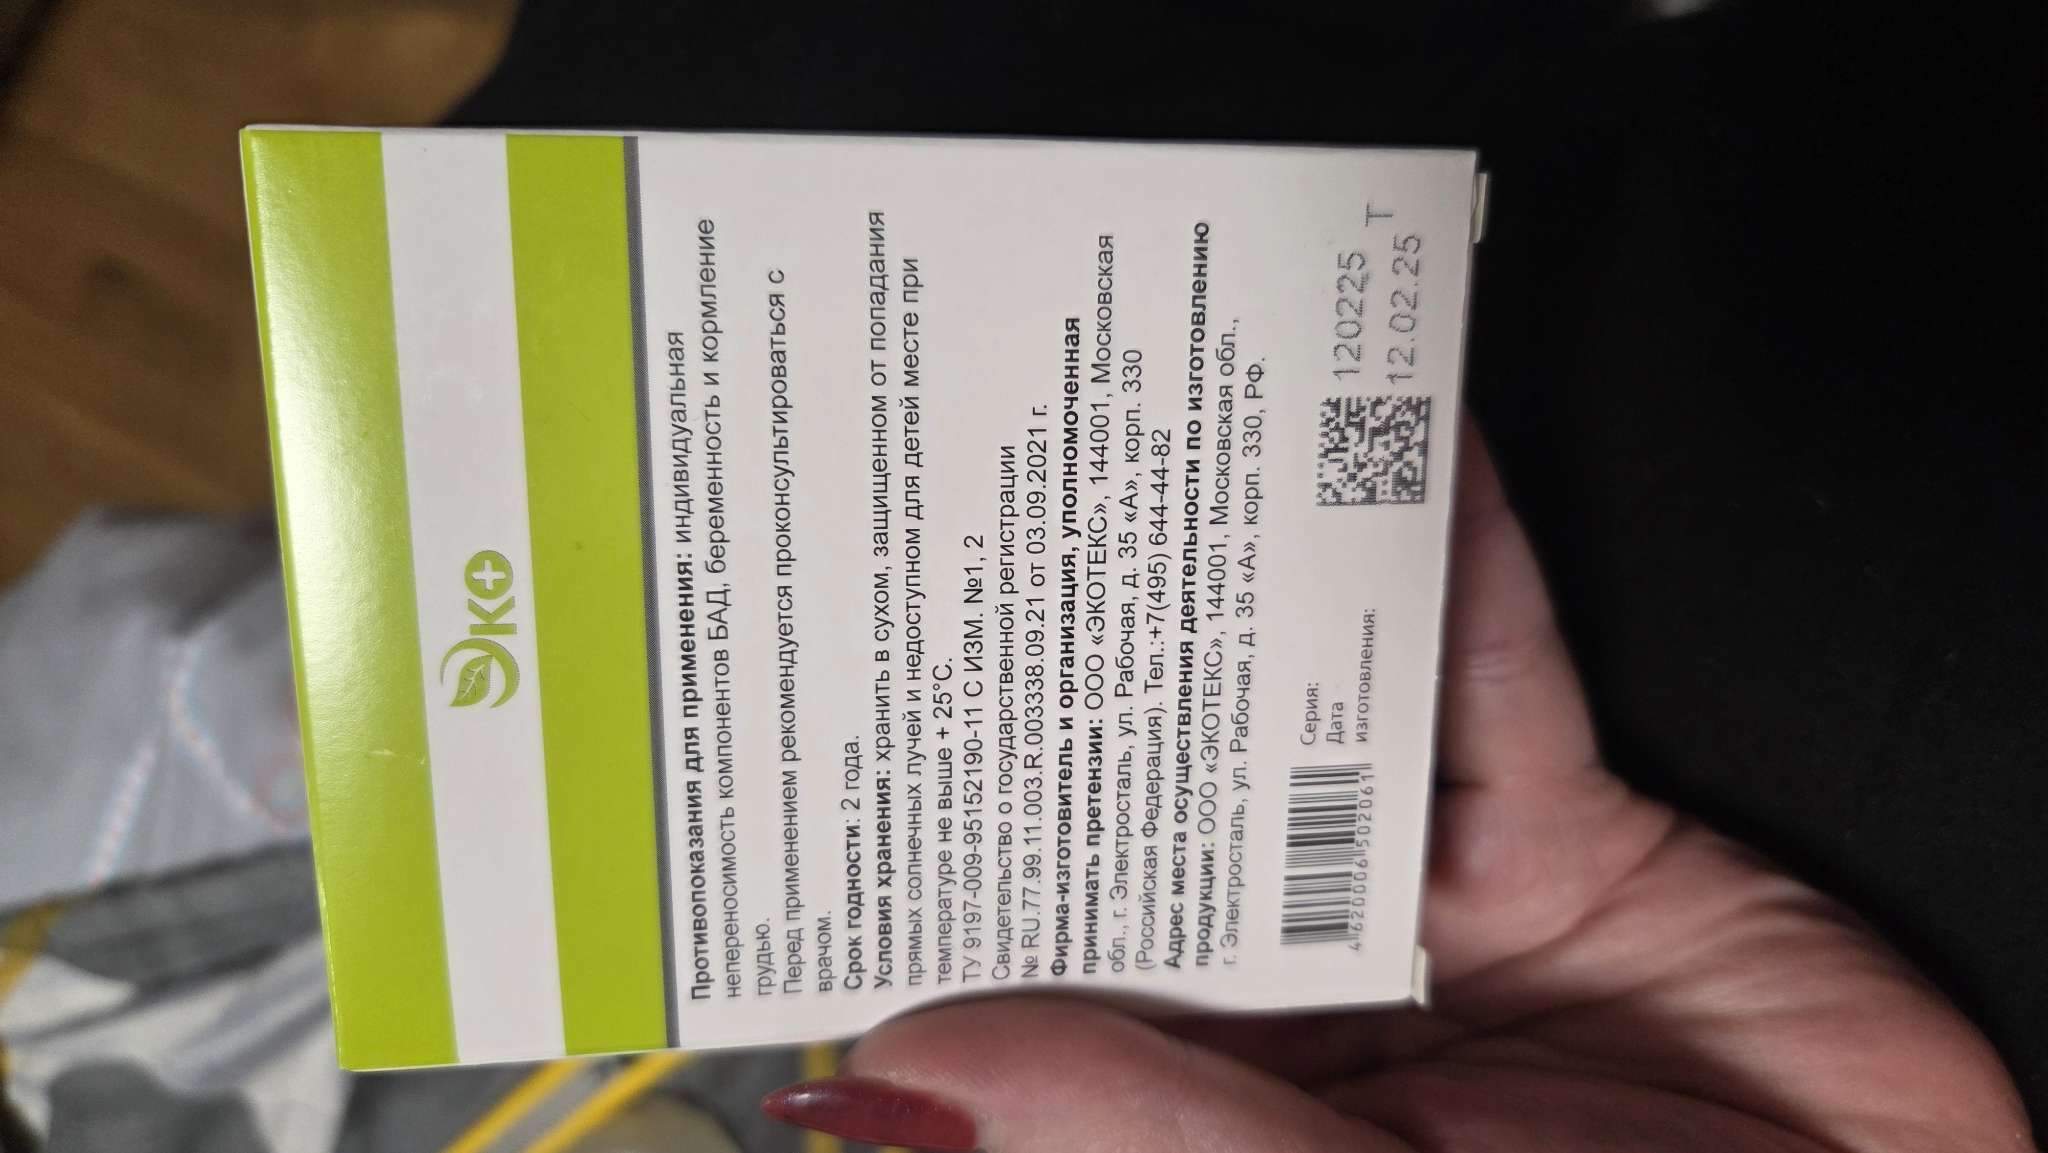 ЭКО+
Противопоказания для применения: индивидуальная
непереносимость компонентов БАД, беременность и кормление
грудью.
Перед применением рекомендуется проконсультироваться с
врачом.
Срок годности: 2 года.
Условия хранения: хранить в сухом, защищенном от попадания
прямых солнечных лучей и недоступном для детей месте при
температуре не выше + 25°C.
ТУ 9197-009-95152190-11 С ИЗМ. №1, 2
Свидетельство о государственной регистрации
№ RU.77.99.11.003.R.003338.09.21 от 03.09.2021 г.
Фирма-изготовитель и организация, уполномоченная
принимать претензии: ООО «ЭКОТЕКС», 144001, Московская
обл., г. Электросталь, ул. Рабочая, д. 35 «А», корп. 330
(Российская Федерация). Тел.:+7(495) 644-44-82
Адрес места осуществления деятельности по изготовлению
продукции: ООО «ЭКОТЕКС», 144001, Московская обл.,
г. Электросталь, ул. Рабочая, д. 35 «А», корп. 330, РФ.
Серия: 120225
Дата Т
изготовления: 12.02.25
4620006502061